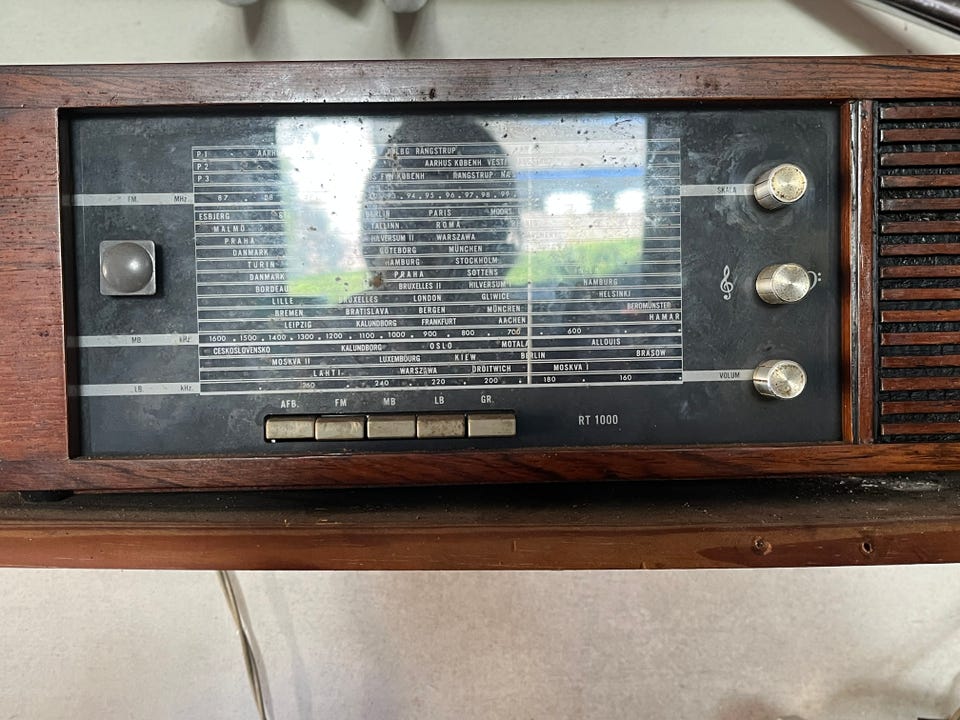 P.1 AARH LBG RANGSTRUP
P.2 AARHUS KØBENH VEST
P.3 KØBENH RANGSTRUP
FM. MHz. 87 94 . 95 . 96 . 97 . 98 . 99 SKALA
ESBJERG BERLIN PARIS
MALMÖ TALLINN ROMA
PRAHA HILVERSUM II WARSZAWA
DANMARK GÖTEBORG MÜNCHEN
TURIN HAMBURG STOCKHOLM
DANMARK PRAHA SOTTENS HAMBURG
BORDEAU BRUXELLES II HILVERSUM HELSINKI
LILLE BRUXELLES LONDON GLIWICE BERØMUNSTER
BREMEN BRATISLAVA BERGEN MÜNCHEN HAMAR
LEIPZIG KALUNDBORG FRANKFURT AACHEN
MB. kHz. 1600 . 1500 . 1400 . 1300 . 1200 . 1100 . 1000 . 900 . 800 . 700 . 600 .
CESKOSLOVENSKO KALUNDBORG OSLO MOTALA ALLOUIS
MOSKVA II LUXEMBOURG KIEW. BERLIN BRASOW
LAHTI WARSZAWA DROITWICH MOSKVA I
LB. kHz. . 260 . 240 . 220 . 200 . 180 . 160 . VOLUM
AFB. FM MB LB GR.
RT 1000